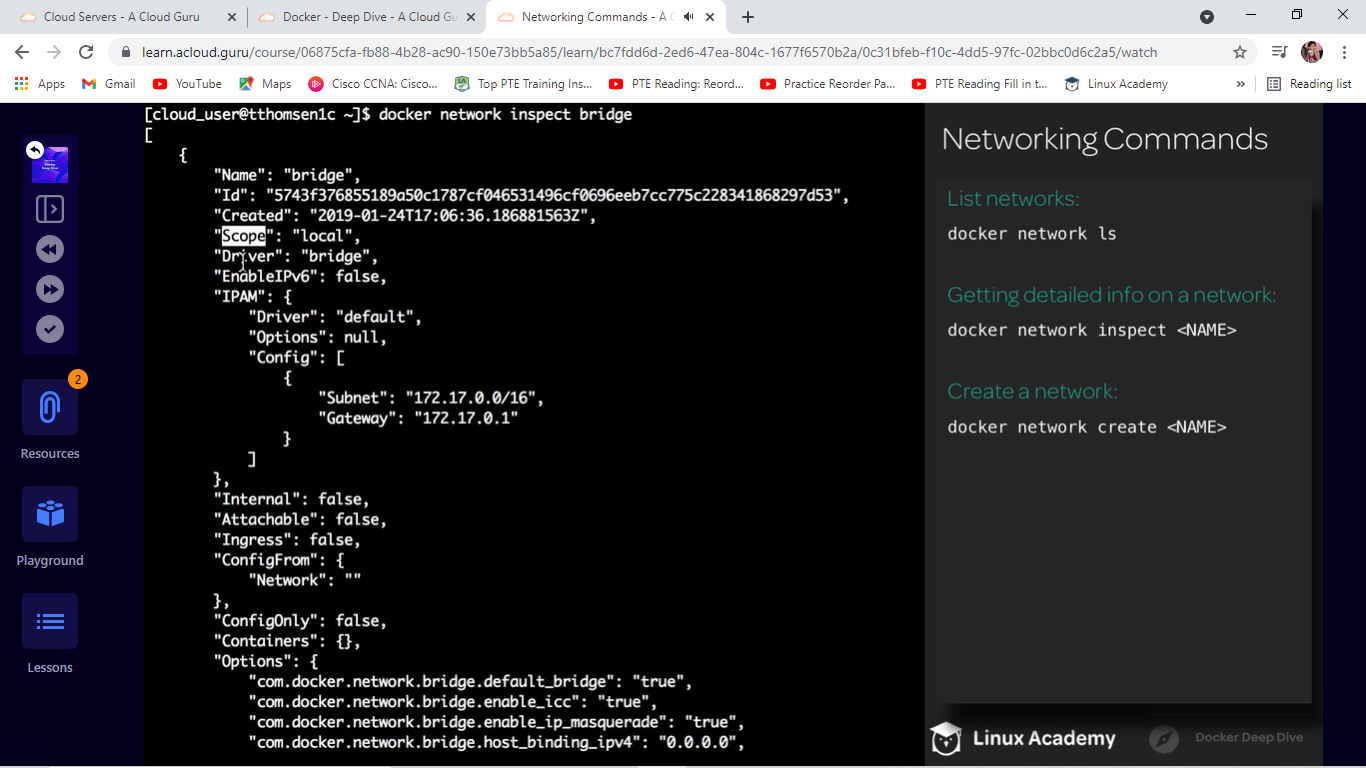 Cloud Servers - A Cloud Guru
Docker - Deep Dive - A Cloud Gu
Networking Commands - A C
learn.acloud.guru/course/06875cfa-fb88-4b28-ac90-150e73bb5a85/learn/bc7fdd6d-2ed6-47ea-804c-1677f6570b2a/0c31bfeb-f10c-4dd5-97fc-02bbc0d6c2a5/watch
Apps
Gmail
YouTube
Maps
Cisco CCNA: Cisco...
Top PTE Training Ins...
PTE Reading: Reord...
Practice Reorder Pa...
PTE Reading Fill in t...
Linux Academy
»
Reading list
2
Resources
Playground
Lessons
[cloud_user@tthomsen1c ~]$ docker network inspect bridge
[
{
"Name": "bridge",
"Id": "5743f376855189a50c1787cf046531496cf0696eeb7cc775c228341868297d53",
"Created": "2019-01-24T17:06:36.186881563Z",
"Scope": "local",
"Driver": "bridge",
"EnableIPv6": false,
"IPAM": {
"Driver": "default",
"Options": null,
"Config": [
{
"Subnet": "172.17.0.0/16",
"Gateway": "172.17.0.1"
}
]
},
"Internal": false,
"Attachable": false,
"Ingress": false,
"ConfigFrom": {
"Network": ""
},
"ConfigOnly": false,
"Containers": {},
"Options": {
"com.docker.network.bridge.default_bridge": "true",
"com.docker.network.bridge.enable_icc": "true",
"com.docker.network.bridge.enable_ip_masquerade": "true",
"com.docker.network.bridge.host_binding_ipv4": "0.0.0.0",
Networking Commands
List networks:
docker network ls
Getting detailed info on a network:
docker network inspect <NAME>
Create a network:
docker network create <NAME>
Linux Academy
Docker Deep Dive